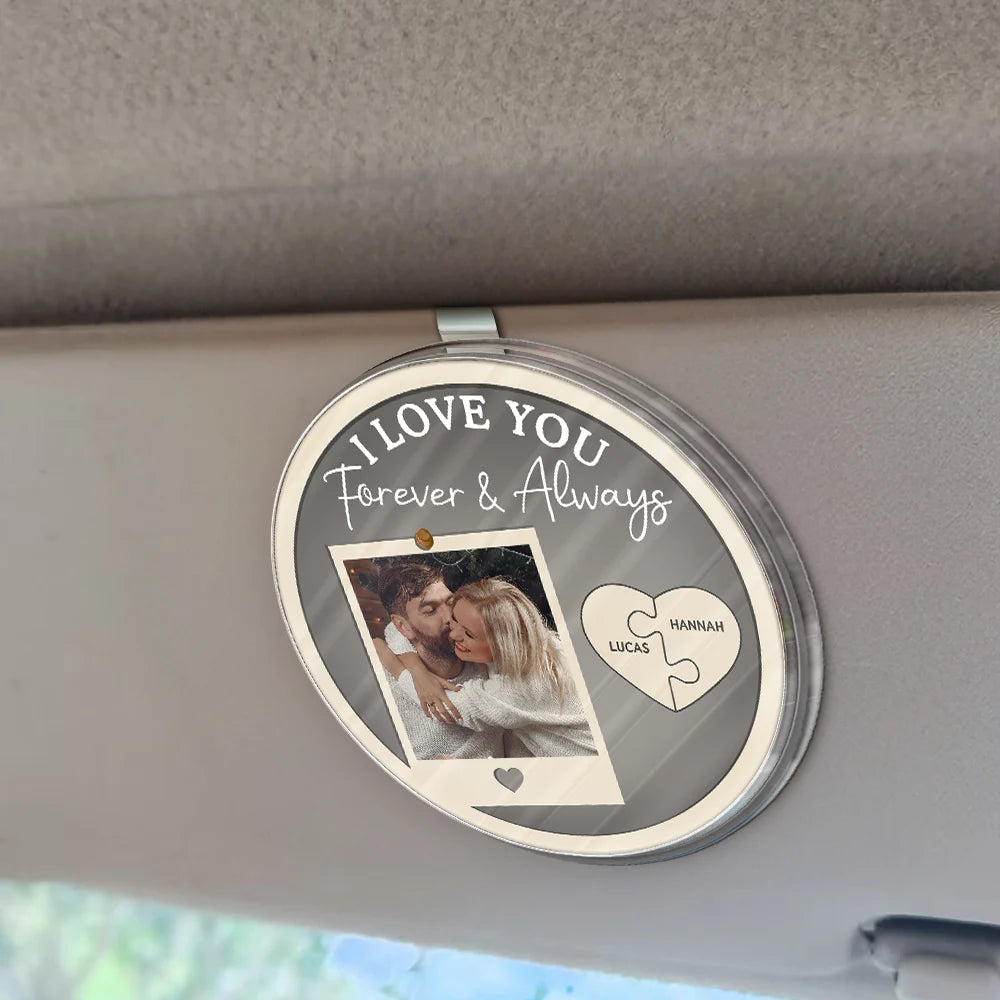 I LOVE YOU
Forever & Always
HANNAH
LUCAS